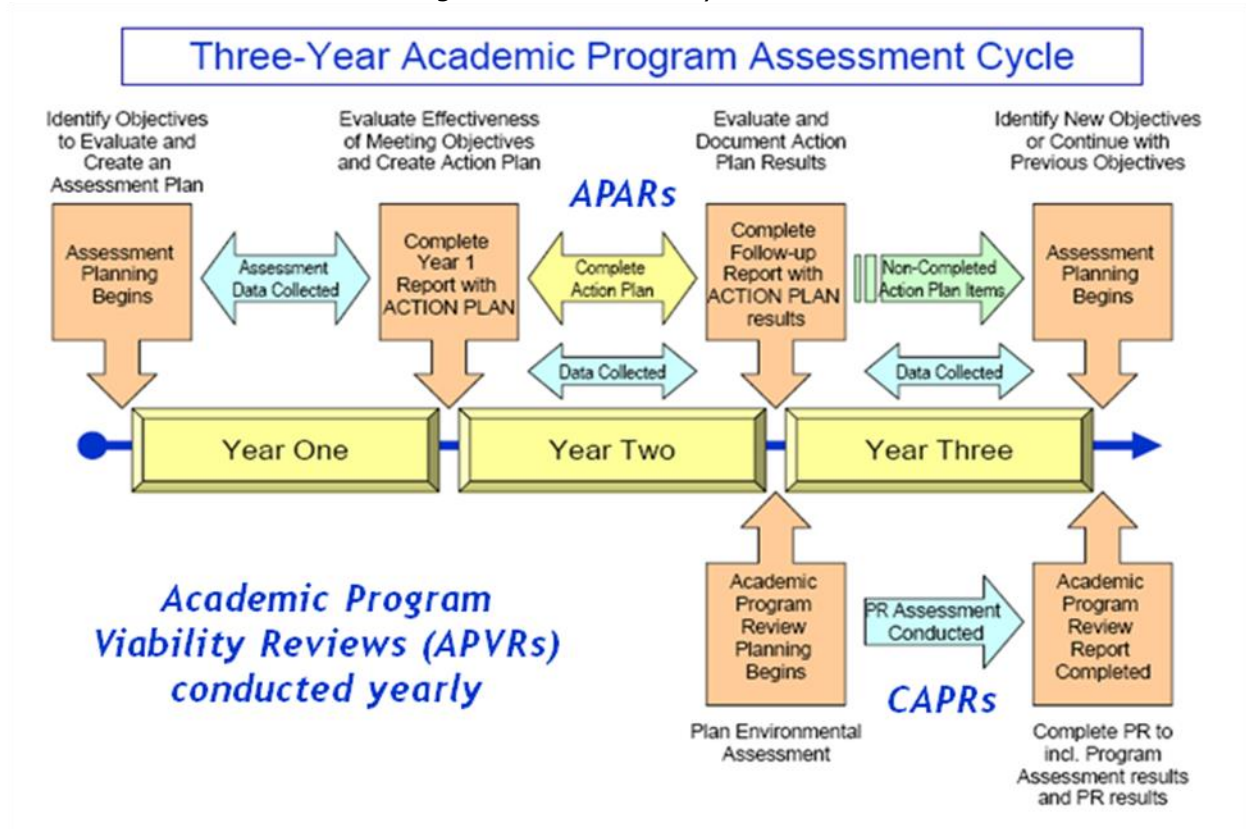 Three-Year Academic Program Assessment Cycle
Identify Objectives
to Evaluate and
Create an
Assessment Plan
Evaluate Effectiveness
of Meeting Objectives
and Create Action Plan
Evaluate and
Document Action
Plan Results
Identify New Objectives
or Continue with
Previous Objectives
APARs
Assessment
Planning
Begins
Assessment
Data Collected
Complete
Year 1
Report with
ACTION PLAN
Complete
Action Plan
Complete
Follow-up
Report with
ACTION PLAN
results
Non-Completed
Action Plan Items
Assessment
Planning
Begins
Data Collected
Data Collected
Year One
Year Two
Year Three
Academic Program
Viability Reviews (APVRs)
conducted yearly
Academic
Program
Review
Planning
Begins
PR Assessment
Conducted
Academic
Program
Review
Report
Completed
CAPRs
Plan Environmental
Assessment
Complete PR to
incl. Program
Assessment results
and PR results